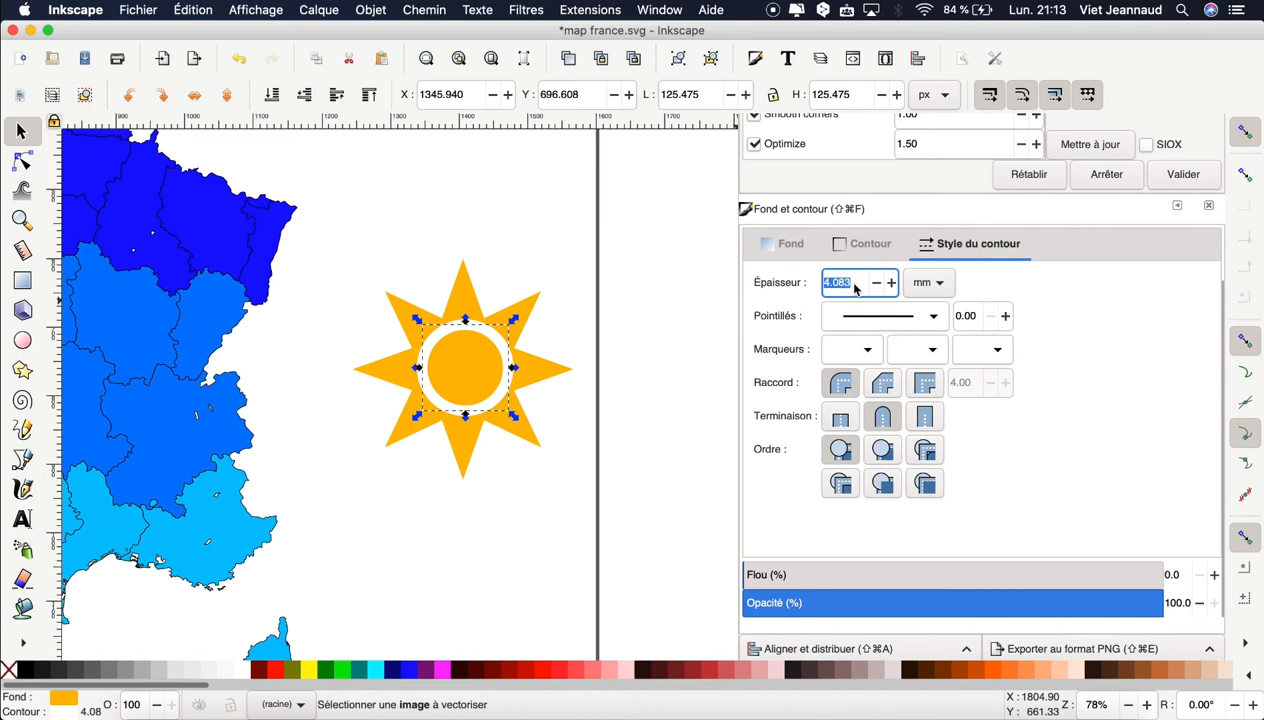 Inkscape Fichier Édition Affichage Calque Objet Chemin Texte Filtres Extensions Window Aide 84 % Lun. 21:13 Viet Jeannaud
*map france.svg - Inkscape
X : 1345.940 Y : 696.608 L : 125.475 H : 125.475 px
Smooth corners 1.00
Optimize 1.50 Mettre à jour SIOX
Rétablir Arrêter Valider
Fond et contour (⇧⌘F)
Fond Contour Style du contour
Épaisseur : 4.083 mm
Pointillés : 0.00
Marqueurs :
Raccord : 4.00
Terminaison :
Ordre :
Flou (%) 0.0
Opacité (%) 100.0
Aligner et distribuer (⇧⌘A) Exporter au format PNG (⇧⌘E)
Fond : O : 100 (racine) Sélectionner une image à vectoriser X : 1804.90 Z : 78% R : 0.00°
Contour : 4.08 Y : 661.33